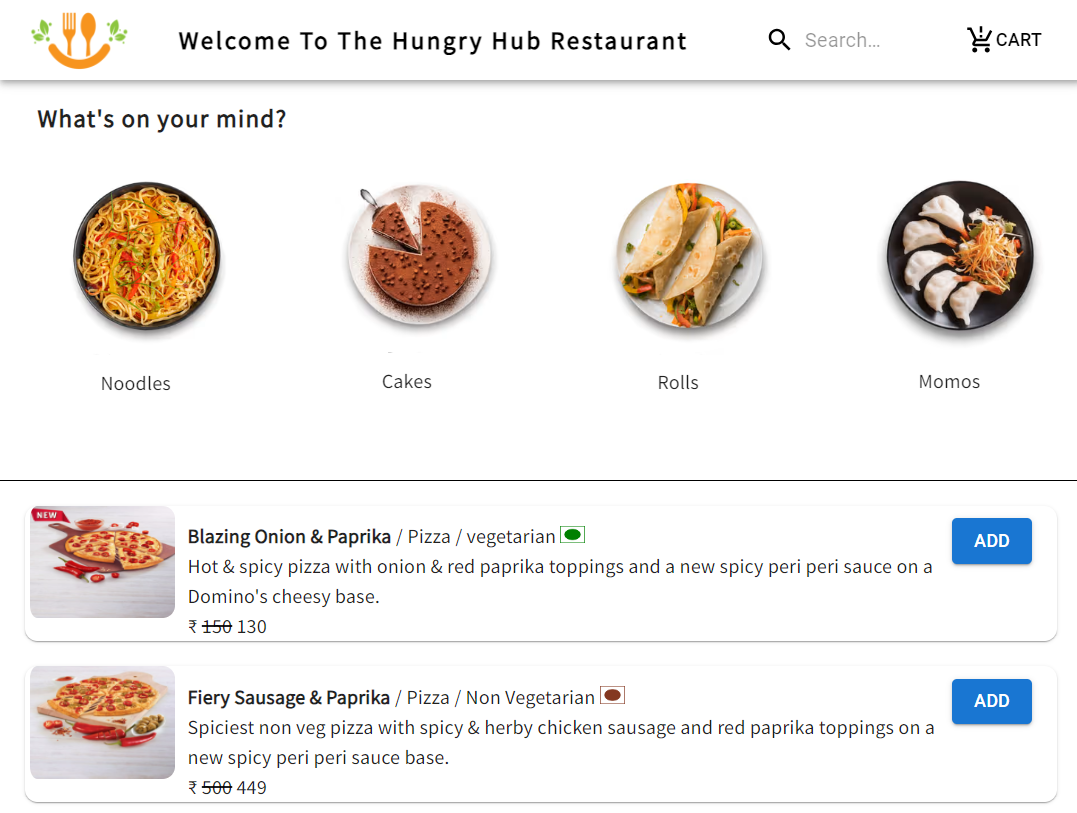 Welcome To The Hungry Hub Restaurant
Search...
CART
What's on your mind?
Noodles
Cakes
Rolls
Momos
NEW
Blazing Onion & Paprika / Pizza / vegetarian
ADD
Hot & spicy pizza with onion & red paprika toppings and a new spicy peri peri sauce on a
Domino's cheesy base.
₹ 150 130
Fiery Sausage & Paprika / Pizza / Non Vegetarian
ADD
Spiciest non veg pizza with spicy & herby chicken sausage and red paprika toppings on a
new spicy peri peri sauce base.
₹ 500 449